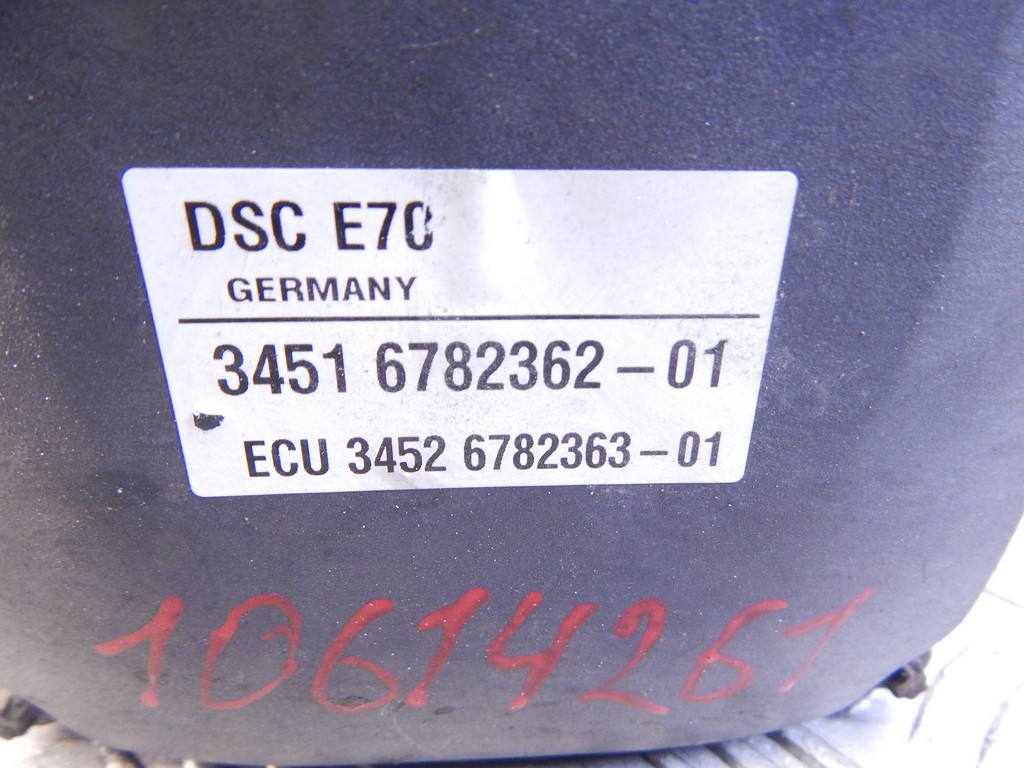 DSC E70
GERMANY
3451 6782362-01
ECU 3452 6782363-01
10614261